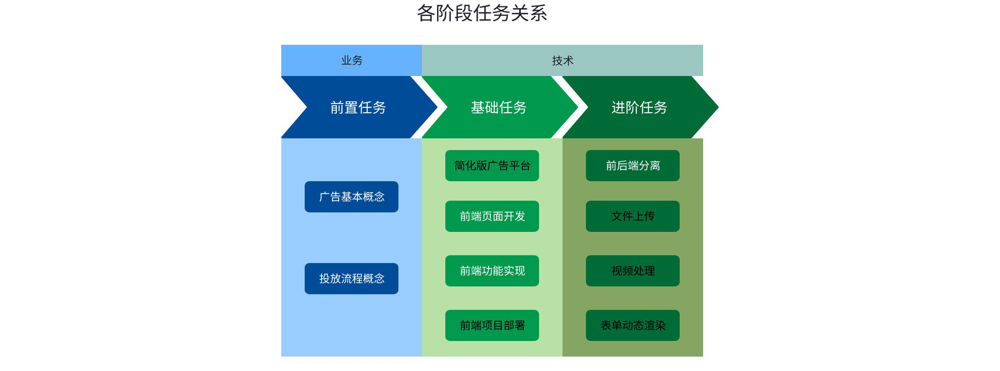 各阶段任务关系
业务
技术
前置任务
基础任务
进阶任务
广告基本概念
投放流程概念
简化版广告平台
前端页面开发
前端功能实现
前端项目部署
前后端分离
文件上传
视频处理
表单动态渲染